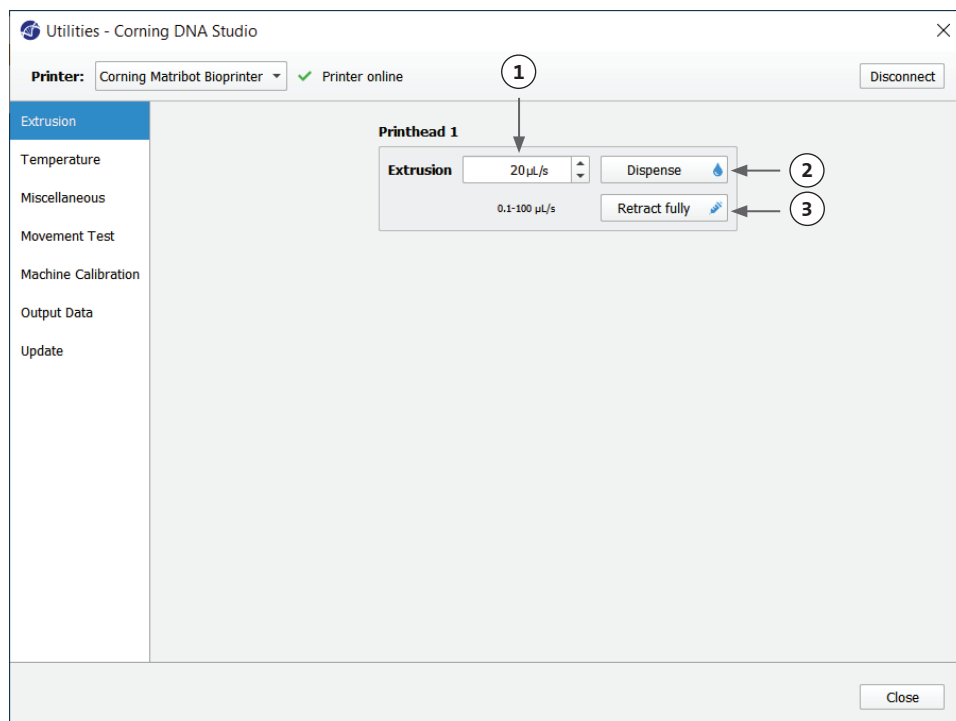 Utilities - Corning DNA Studio
Printer: Corning Matribot Bioprinter Printer online Disconnect
1
Extrusion
Temperature
Miscellaneous
Movement Test
Machine Calibration
Output Data
Update
Printhead 1
Extrusion 20µL/s Dispense 2
0.1-100 µL/s Retract fully 3
Close